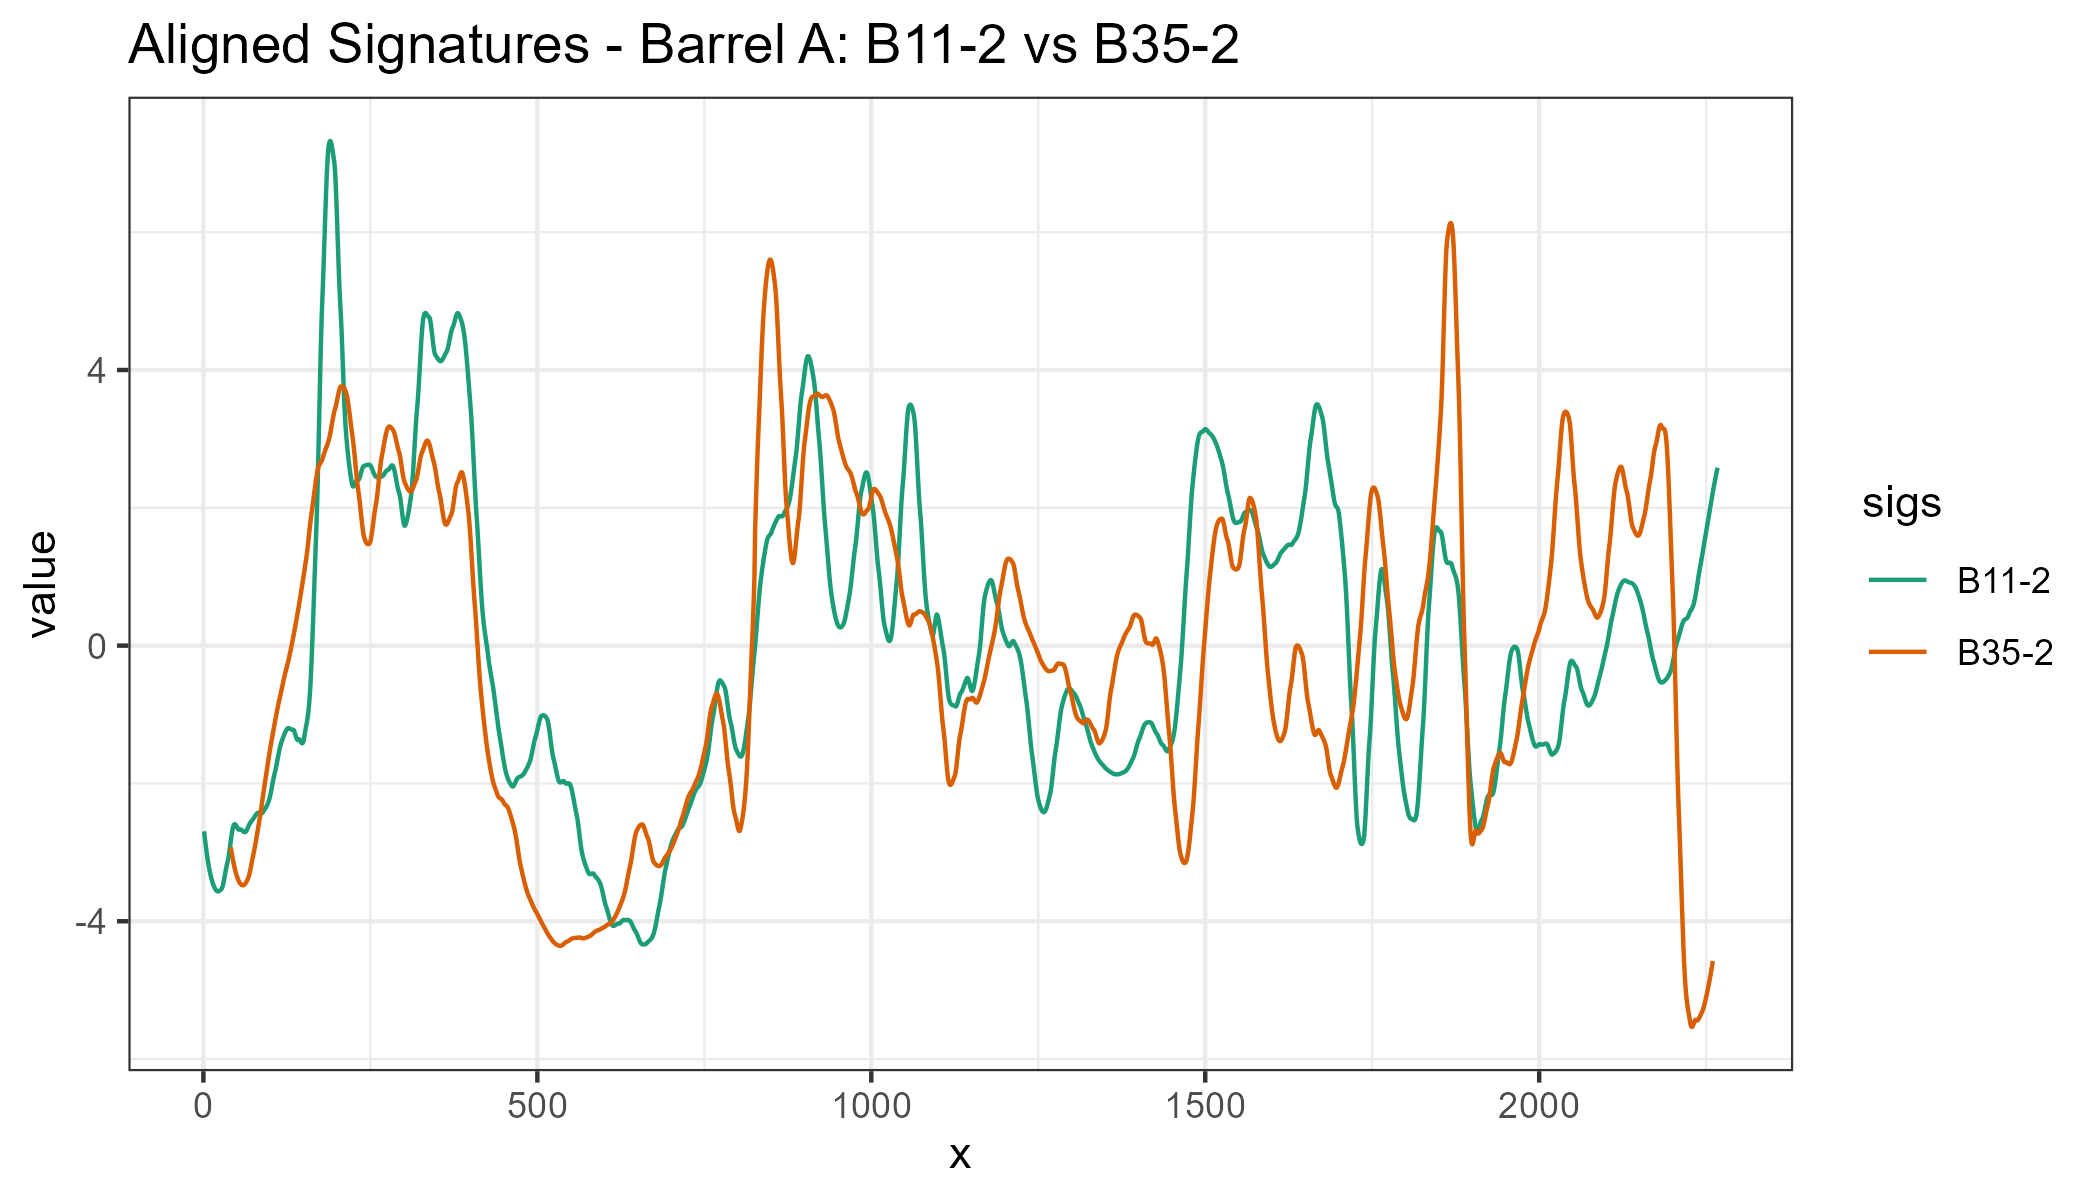 Aligned Signatures - Barrel A: B11-2 vs B35-2
value
4
0
-4
0 500 1000 1500 2000
x
sigs
B11-2
B35-2